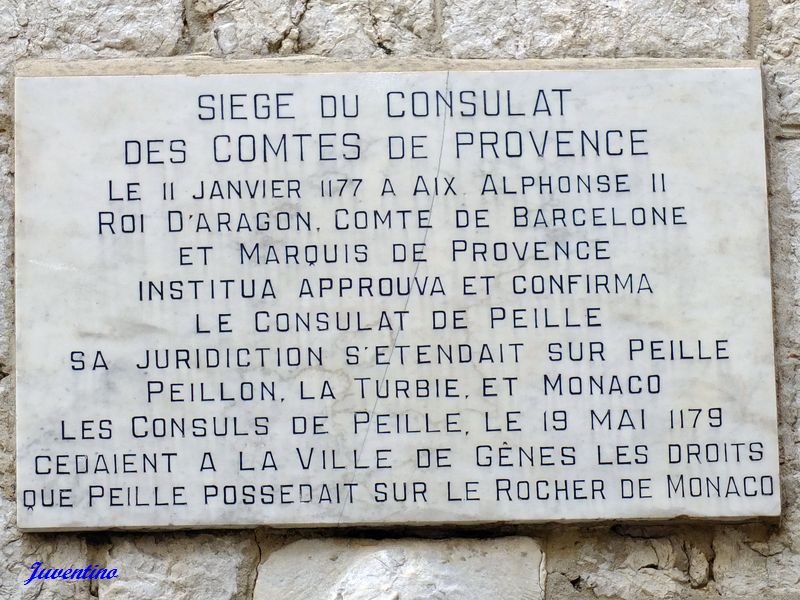 SIEGE DU CONSULAT
DES COMTES DE PROVENCE
LE 11 JANVIER 1177 A AIX ALPHONSE II
ROI D'ARAGON, COMTE DE BARCELONE
ET MARQUIS DE PROVENCE
INSTITUA APPROUVA ET CONFIRMA
LE CONSULAT DE PEILLE
SA JURIDICTION S'ETENDAIT SUR PEILLE
PEILLON, LA TURBIE, ET MONACO
LES CONSULS DE PEILLE, LE 19 MAI 1179
CEDAIENT A LA VILLE DE GÊNES LES DROITS
QUE PEILLE POSSEDAIT SUR LE ROCHER DE MONACO
Juventino